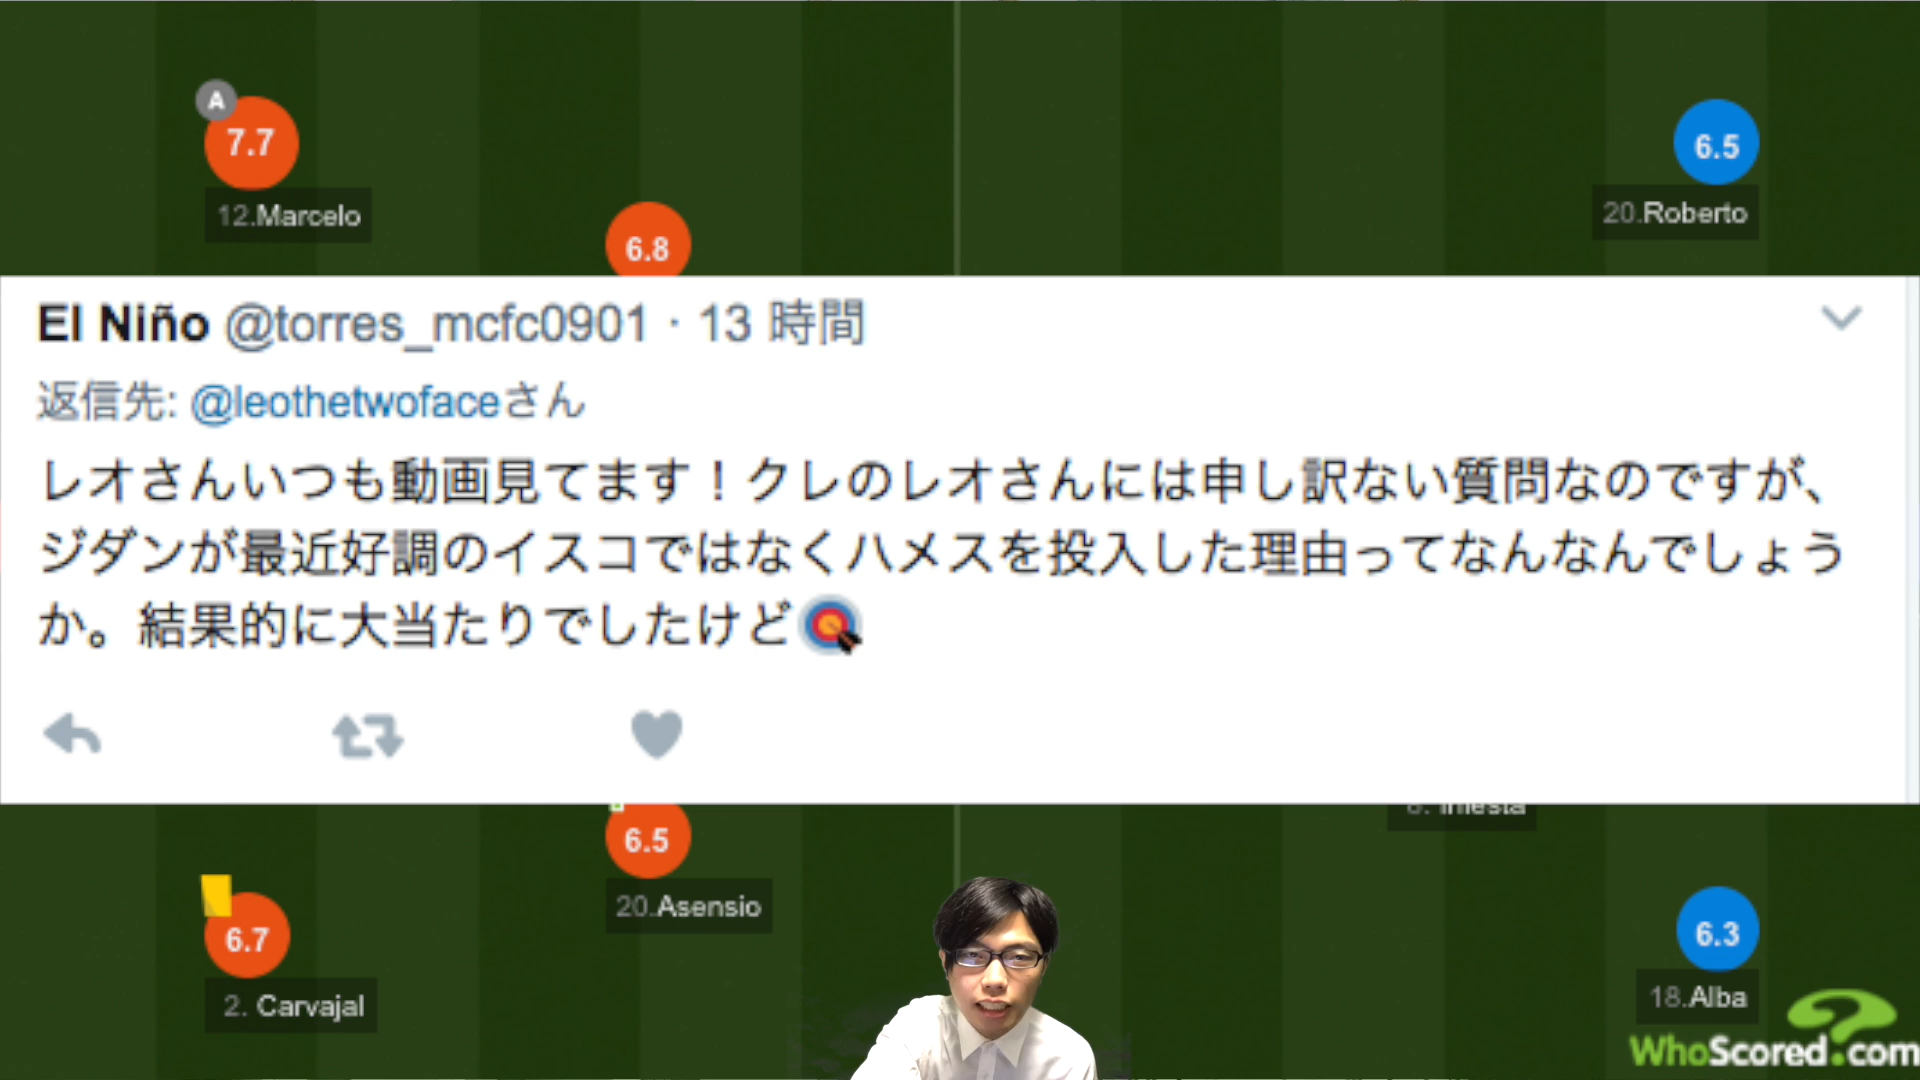 A
7.7
12.Marcelo
6.8
6.5
20.Roberto
El Niño @torres_mcfc0901 · 13 時間
返信先: @leothetwofaceさん
レオさんいつも動画見てます！クレのレオさんには申し訳ない質問なのですが、
ジダンが最近好調のイスコではなくハメスを投入した理由ってなんなんでしょう
か。結果的に大当たりでしたけど
6.5
20.Asensio
6.7
2. Carvajal
6.3
18.Alba
WhoScored.com